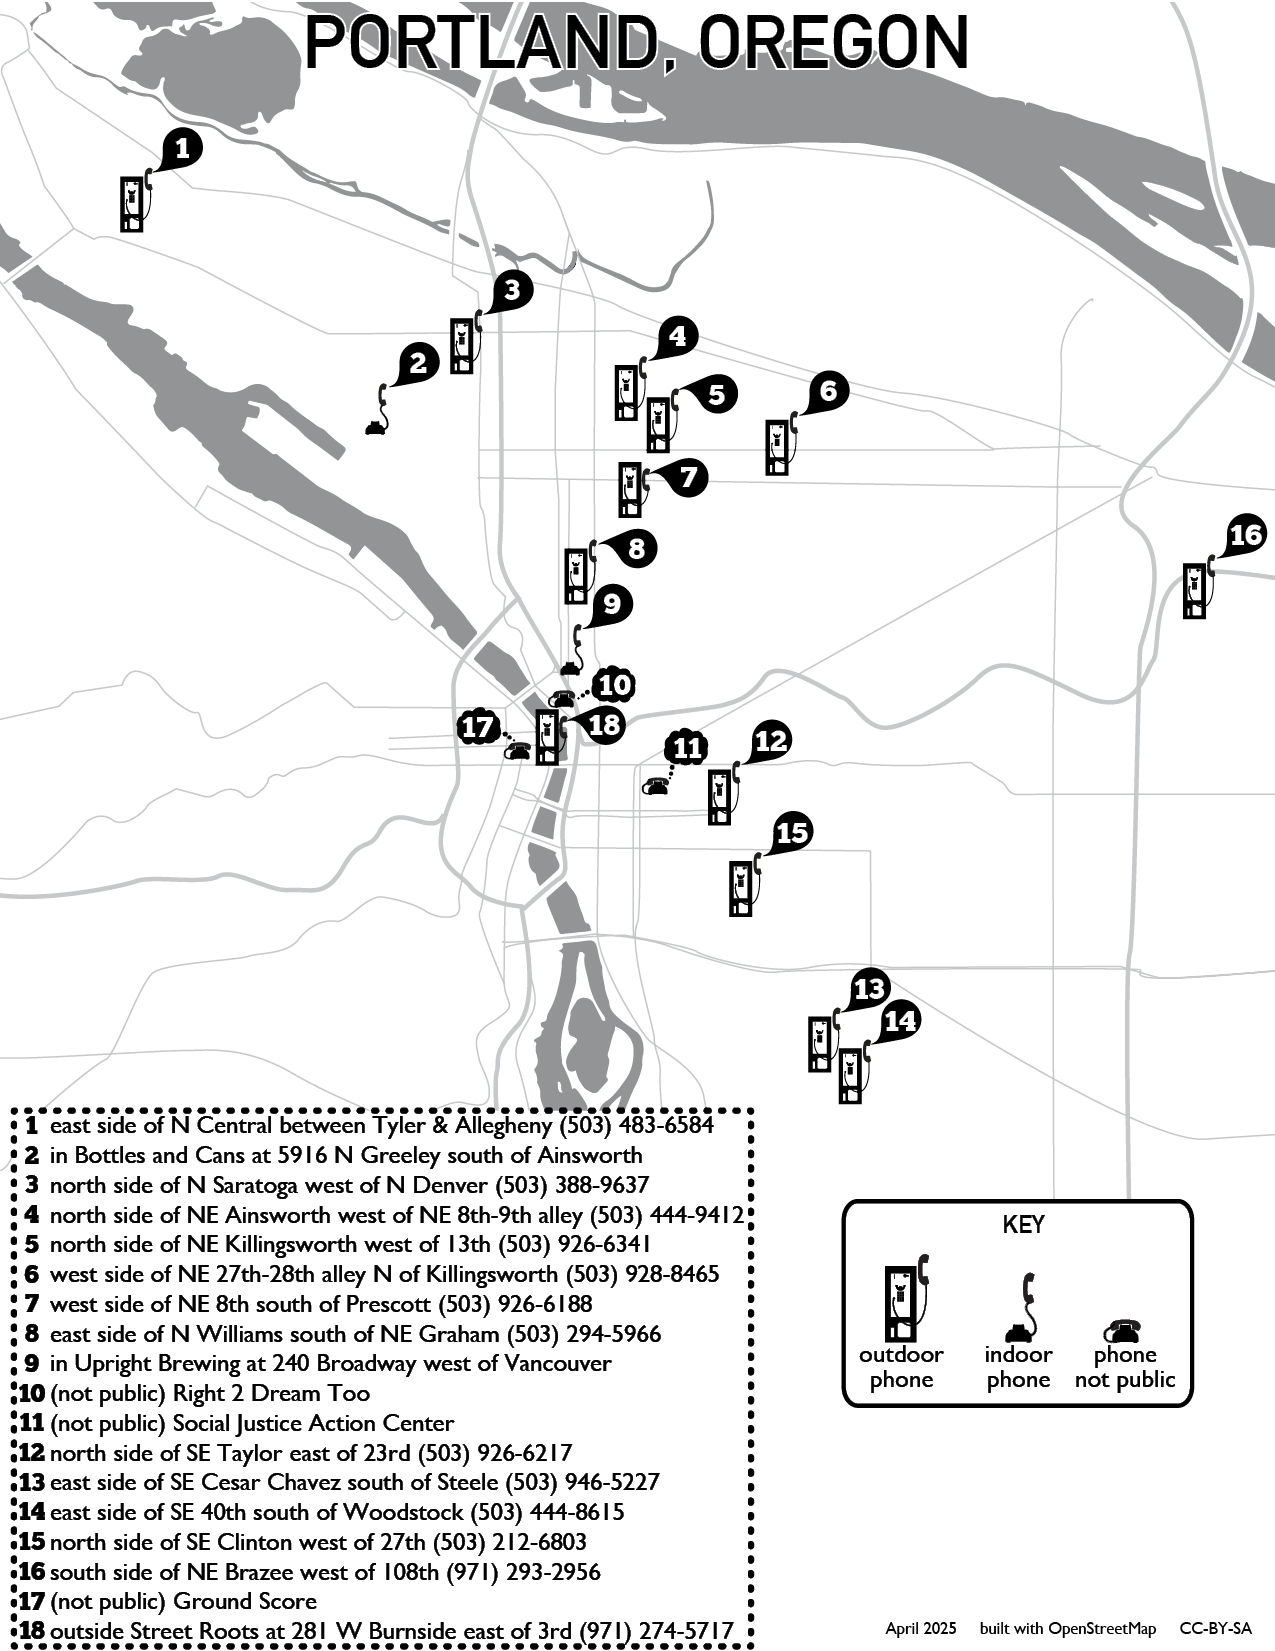 PORTLAND, OREGON
1
3
2
4
5
6
7
8
16
9
10
17
18
11
12
15
13
14
1 east side of N Central between Tyler & Allegheny (503) 483-6584
2 in Bottles and Cans at 5916 N Greeley south of Ainsworth
3 north side of N Saratoga west of N Denver (503) 388-9637
4 north side of NE Ainsworth west of NE 8th-9th alley (503) 444-9412
5 north side of NE Killingsworth west of 13th (503) 926-6341
6 west side of NE 27th-28th alley N of Killingsworth (503) 928-8465
7 west side of NE 8th south of Prescott (503) 926-6188
8 east side of N Williams south of NE Graham (503) 294-5966
9 in Upright Brewing at 240 Broadway west of Vancouver
10 (not public) Right 2 Dream Too
11 (not public) Social Justice Action Center
12 north side of SE Taylor east of 23rd (503) 926-6217
13 east side of SE Cesar Chavez south of Steele (503) 946-5227
14 east side of SE 40th south of Woodstock (503) 444-8615
15 north side of SE Clinton west of 27th (503) 212-6803
16 south side of NE Brazee west of 108th (971) 293-2956
17 (not public) Ground Score
18 outside Street Roots at 281 W Burnside east of 3rd (971) 274-5717
KEY
outdoor phone
indoor phone
phone not public
April 2025 built with OpenStreetMap CC-BY-SA